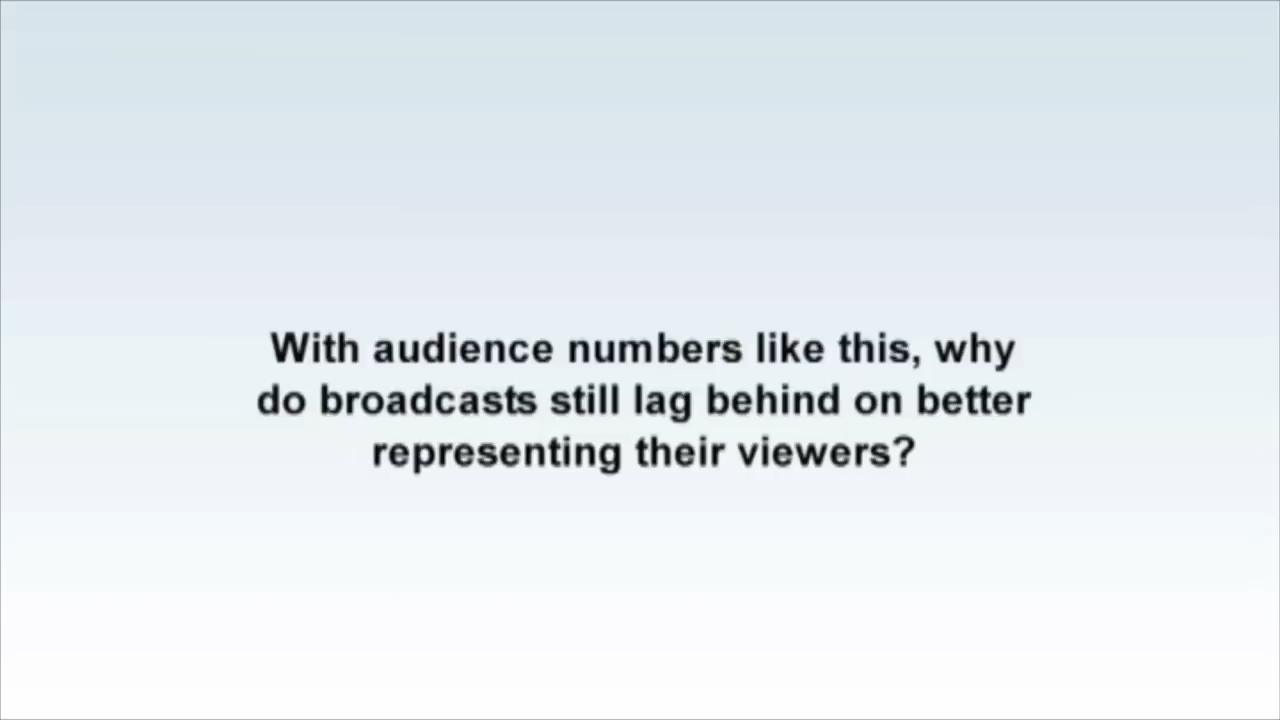 With audience numbers like this, why
do broadcasts still lag behind on better
representing their viewers?